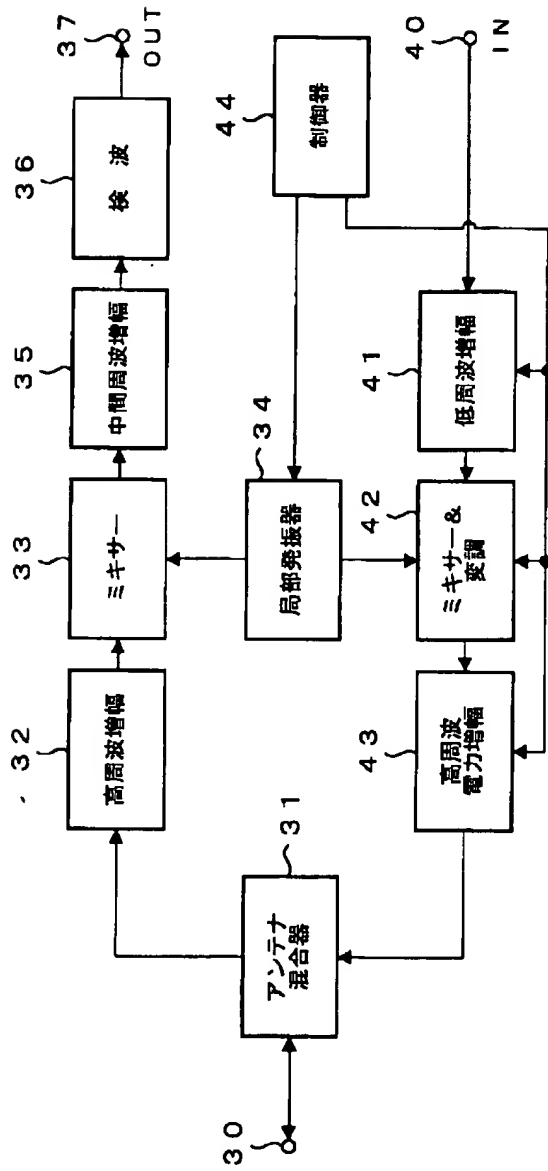 ３２
高周波増幅
３３
ミキサー
３５
中間周波増幅
３６
検 波
３７
ＯＵＴ
３０
３１
アンテナ
混合器
３４
局部発振器
４４
制御器
４３
高周波
電力増幅
４２
ミキサー＆
変調
４１
低周波増幅
４０
ＩＮ